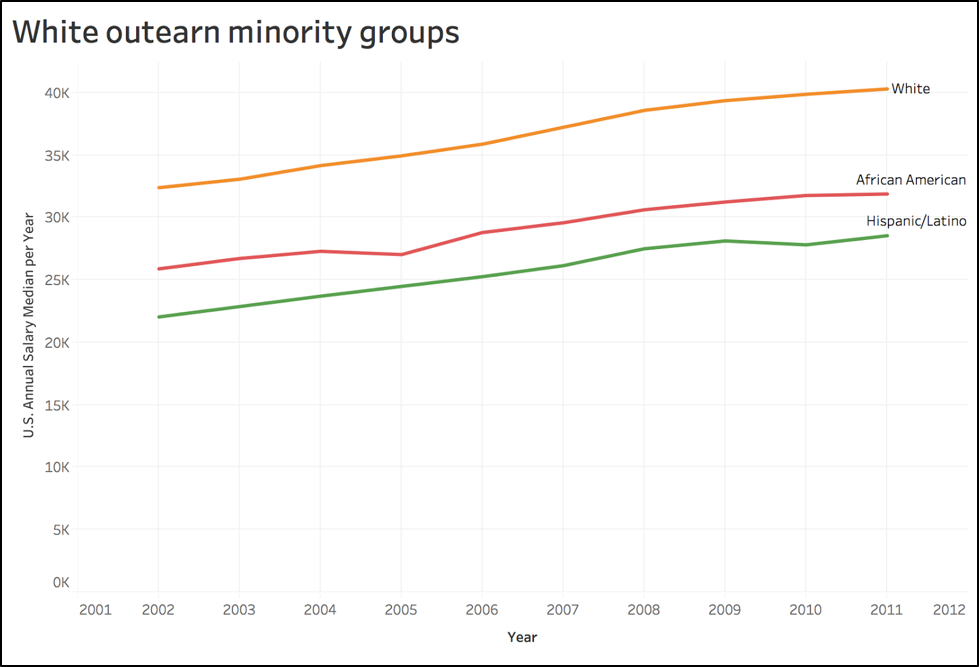 White outearn minority groups
40K
35K
30K
25K
20K
15K
10K
5K
0K
U.S. Annual Salary Median per Year
White
African American
Hispanic/Latino
2001 2002 2003 2004 2005 2006 2007 2008 2009 2010 2011 2012
Year